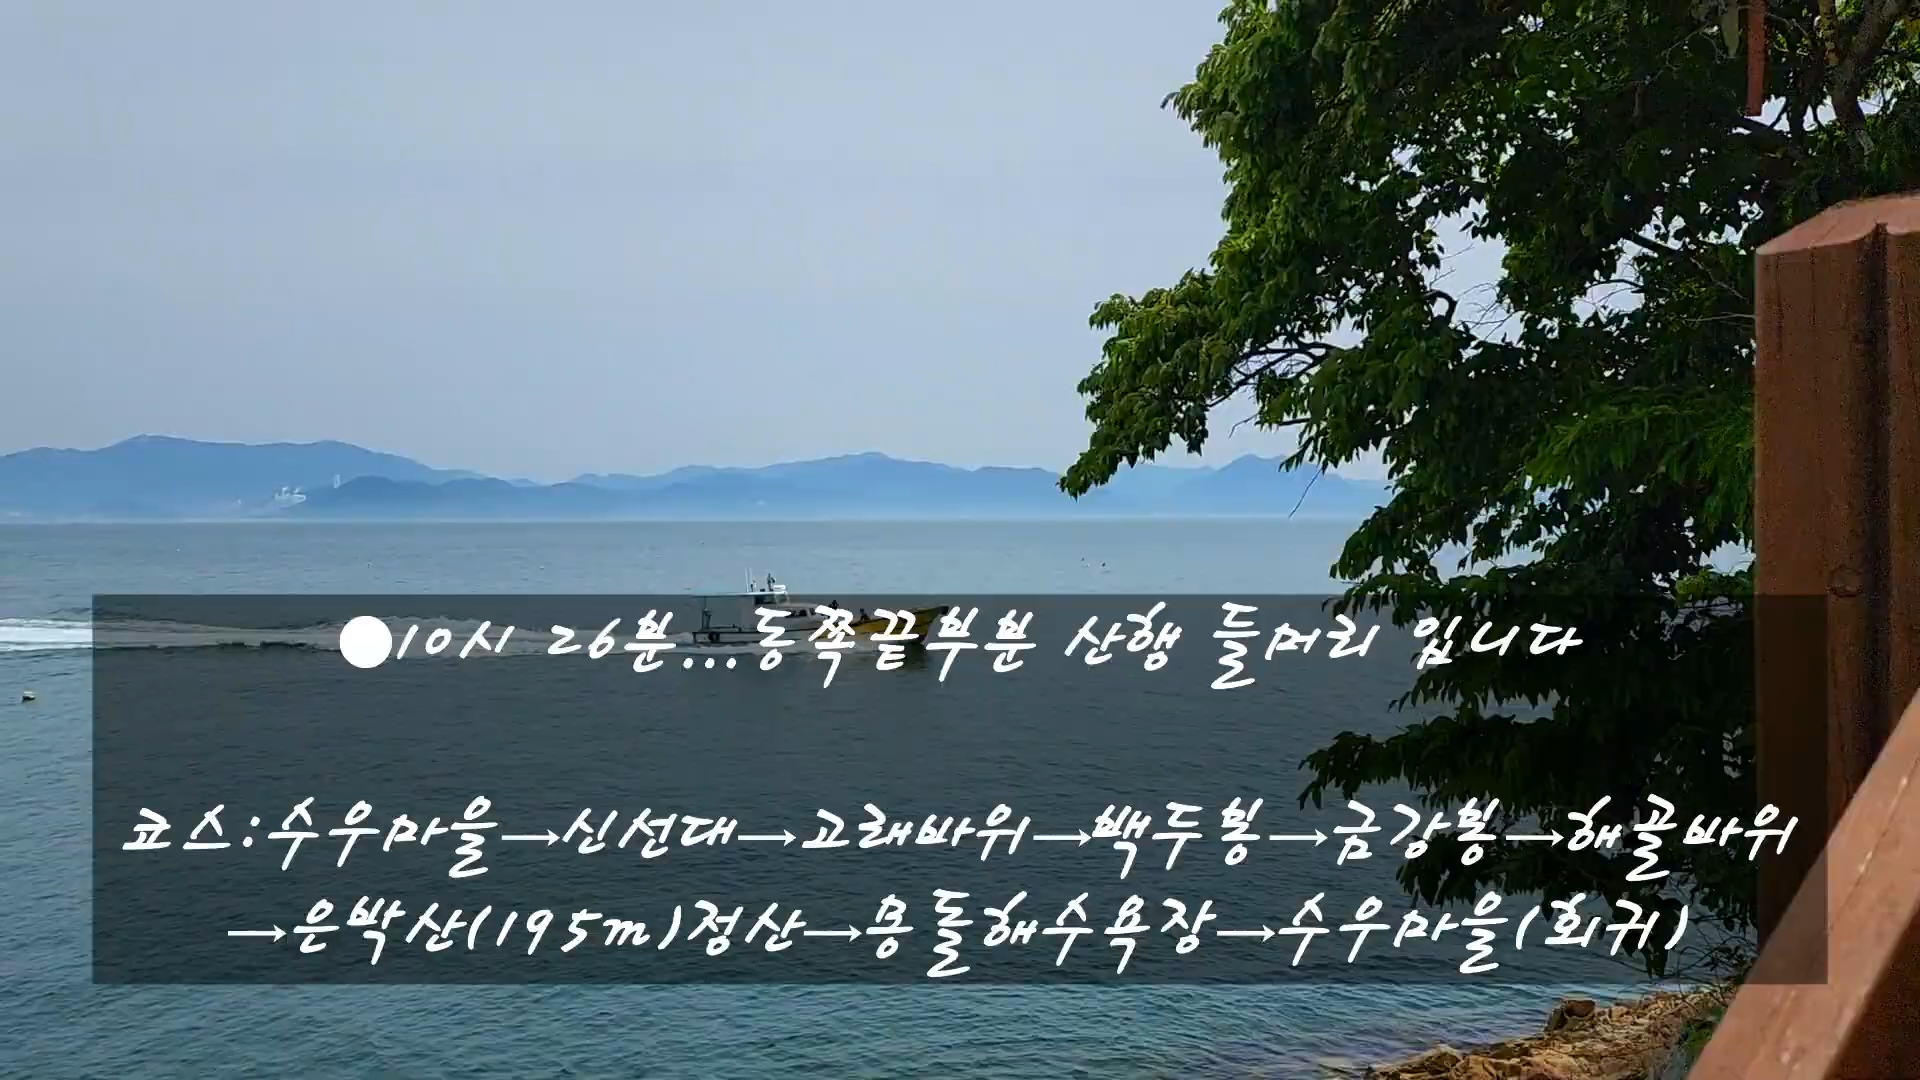 ●10시 26분...동쪽끝부분 산행 들머리 입니다
코스:수우마을→신선대→고래바위→백두봉→금강봉→해골바위
→은박산(195m)정산→몽돌해수욕장→수우마을(회귀)